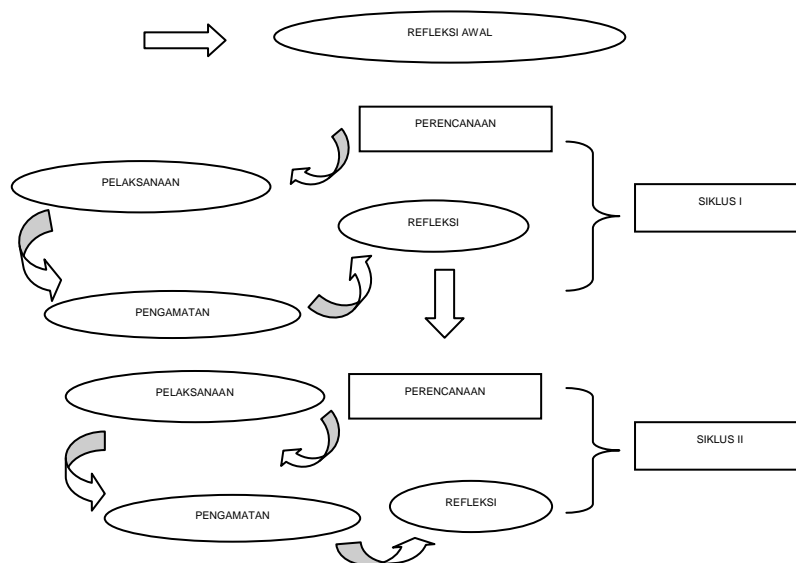 REFLEKSI AWAL
PERENCANAAN
PELAKSANAAN
SIKLUS I
REFLEKSI
PENGAMATAN
PELAKSANAAN
PERENCANAAN
SIKLUS II
REFLEKSI
PENGAMATAN